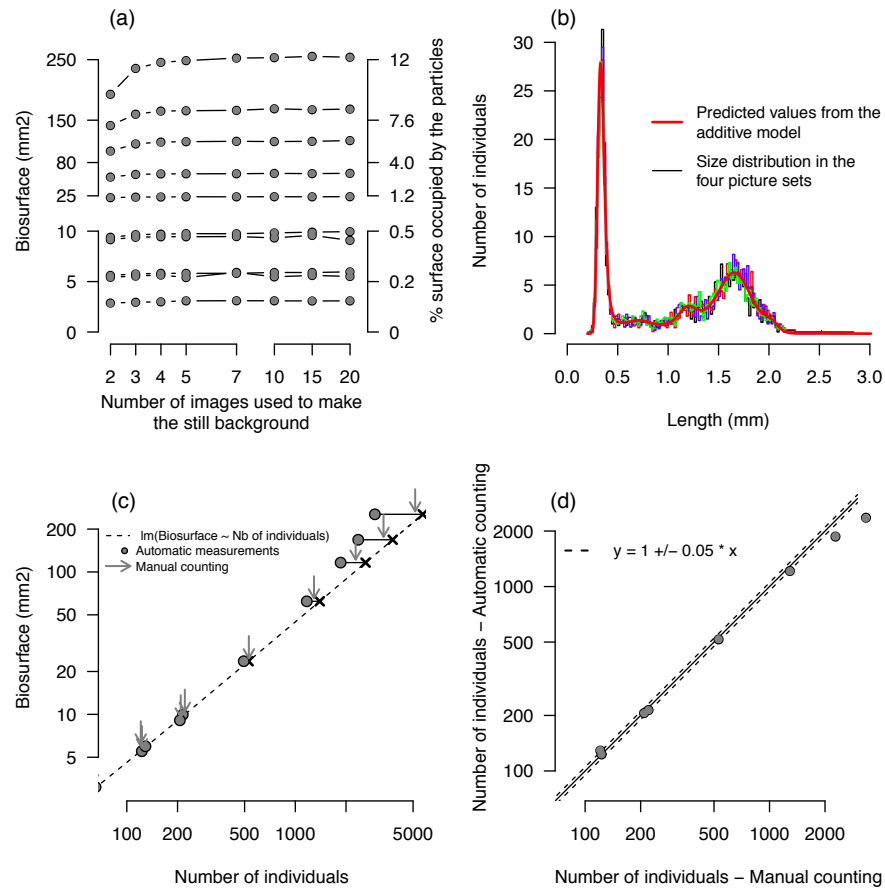 (a)
250
150
80
25
10
5
0
Biosurface (mm2)
12
7.6
4.0
1.2
0.5
0.2
0
% surface occupied by the particles
2 3 4 5 7 10 15 20
Number of images used to make
the still background
(b)
30
25
20
15
10
5
0
Number of individuals
Predicted values from the
additive model
Size distribution in the
four picture sets
0.0 0.5 1.0 1.5 2.0 2.5 3.0
Length (mm)
(c)
200
100
50
20
10
5
Biosurface (mm2)
lm(Biosurface ~ Nb of individuals)
Automatic measurements
Manual counting
100 200 500 1000 5000
Number of individuals
(d)
2000
1000
500
200
100
Number of individuals − Automatic counting
y = 1 +/− 0.05 * x
100 200 500 1000 2000
Number of individuals − Manual counting